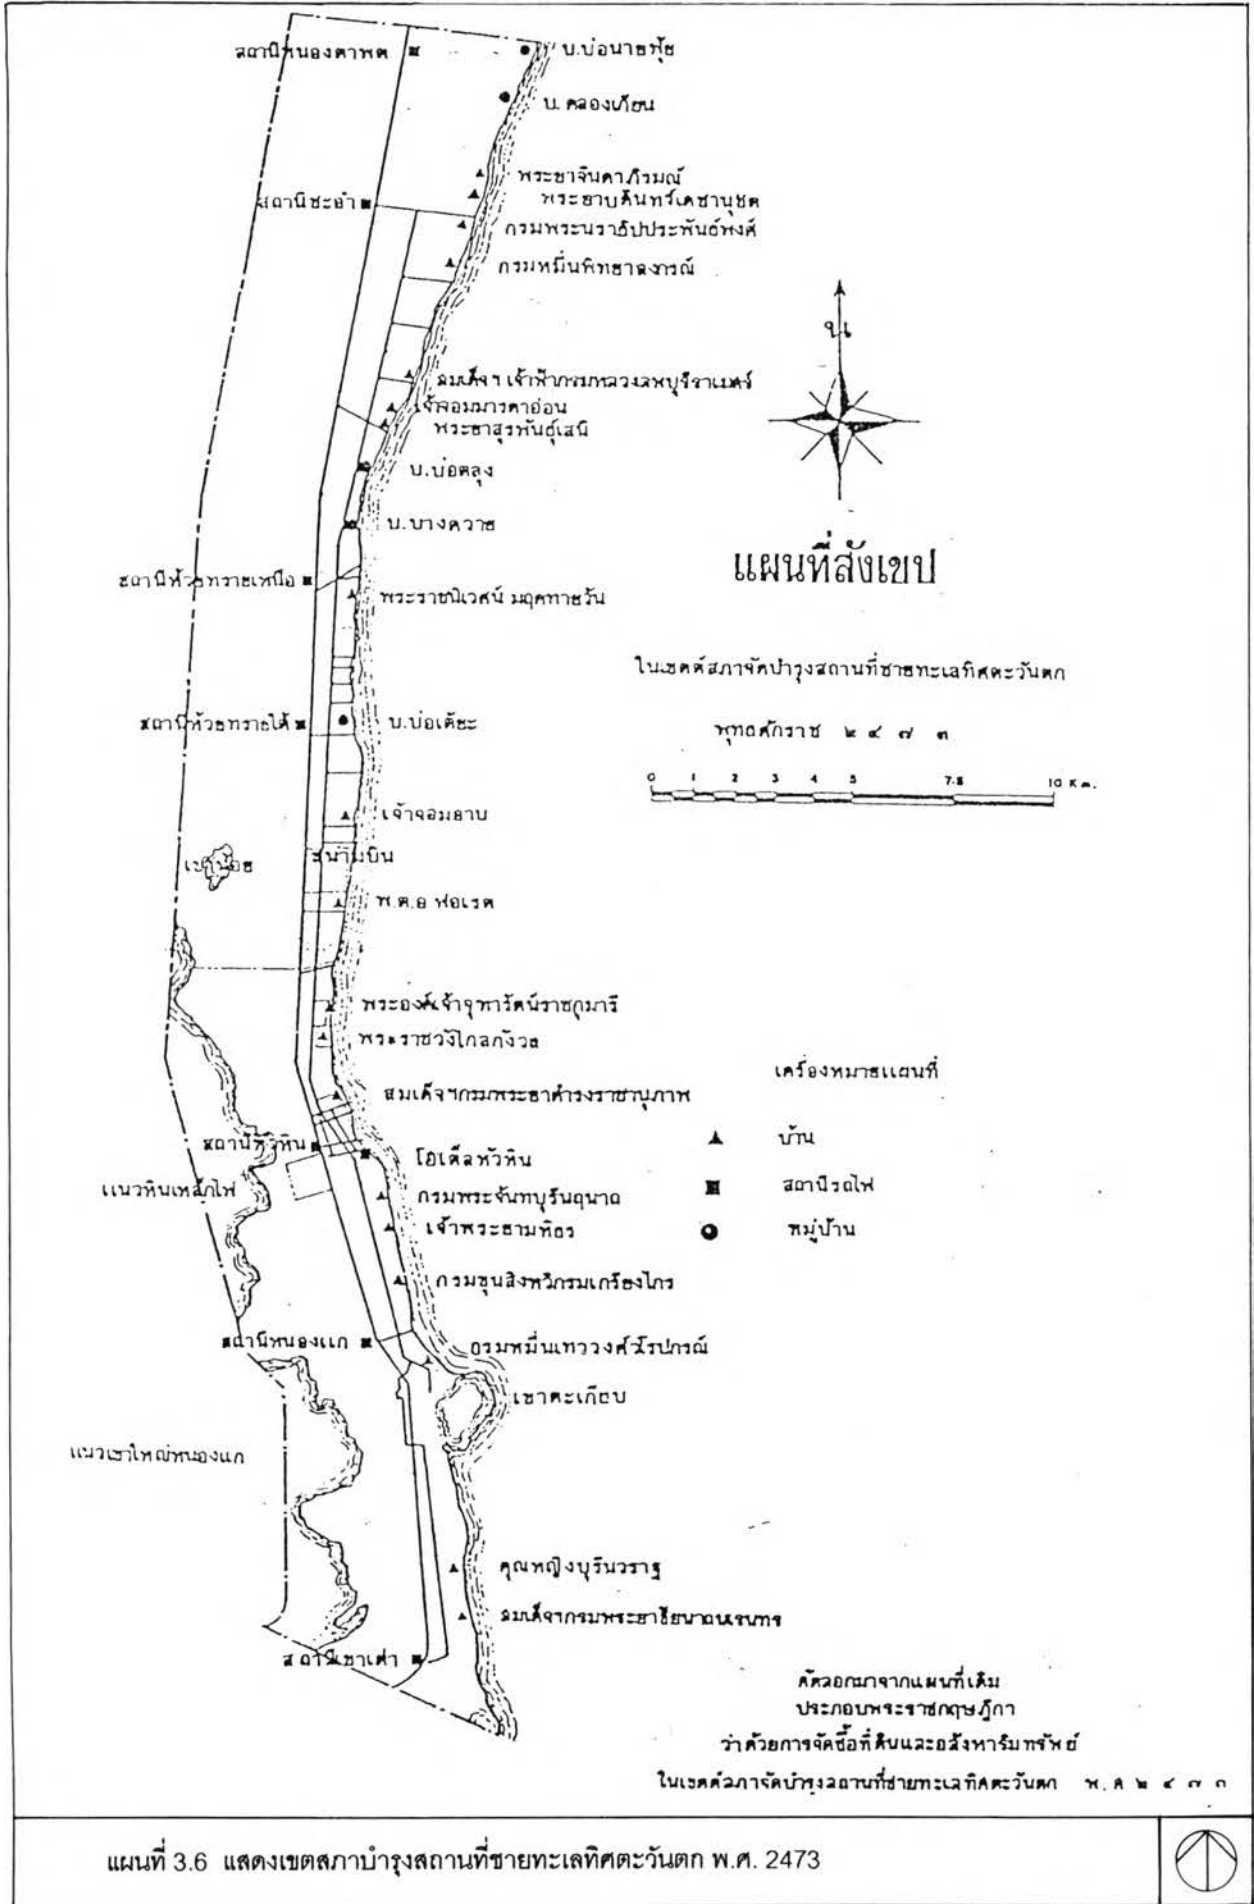 สถานีหนองตาพด
บ.บ่อนายพุ้ย
บ. คลองเทียน
พระยาจินดาภิรมณ์
สถานีชะอำ
พระยาบดินทร์เดชานุชิต
กรมพระนราธิปประพันธ์พงศ์
กรมหมื่นพิทยาลงกรณ์
น
สมเด็จฯ เจ้าฟ้ากรมหลวงลพบุรีราเมศร์
เจ้าจอมมารดาอ่อน
พระยาสุรพันธุ์เสนี
บ.บ่อตลุง
บ.บางควาย
แผนที่สังเขป
สถานีห้วยทรายเหนือ
พระราชนิเวศน์ มฤคทายวัน
ในเขตต์สภาจัดบำรุงสถานที่ชายทะเลทิศตะวันตก
สถานีห้วยทรายใต้
บ.บ่อเคียะ
พุทธศักราช ๒ ๔ ๗ ๓
0 1 2 3 4 5 7.5 10 Km.
เจ้าจอมอาบ
เขาน้อย
สนามบิน
พ.ต.อ ฟอเรต
พระองค์เจ้าจุฑารัตน์ราชกุมารี
พระราชวังไกลกังวล
เครื่องหมายแผนที่
สมเด็จฯกรมพระยาดำรงราชานุภาพ
สถานีหัวหิน
บ้าน
โฮเต็ลหัวหิน
แนวหินเหล็กไฟ
สถานีรถไฟ
กรมพระจันทบุรีนฤนาถ
เจ้าพระยามหิธร
หมู่บ้าน
กรมขุนสิงหวิกรมเกรียงไกร
สถานีหนองแก
กรมหมื่นเทววงศ์วโรปกรณ์
เขาตะเกียบ
แนวเขาใหญ่หนองแก
คุณหญิงบุรีนวราฐ
สมเด็จฯกรมพระยาชัยนาถนเรนทร
สถานีเขาเต่า
คัดลอกมาจากแผนที่เดิม
ประกอบพระราชกฤษฎีกา
ว่าด้วยการจัดซื้อที่ดินและอสังหาริมทรัพย์
ในเขตต์สภาจัดบำรุงสถานที่ชายทะเลทิศตะวันตก พ.ศ ๒ ๔ ๗ ๓
แผนที่ 3.6 แสดงเขตสภาบำรุงสถานที่ชายทะเลทิศตะวันตก พ.ศ. 2473